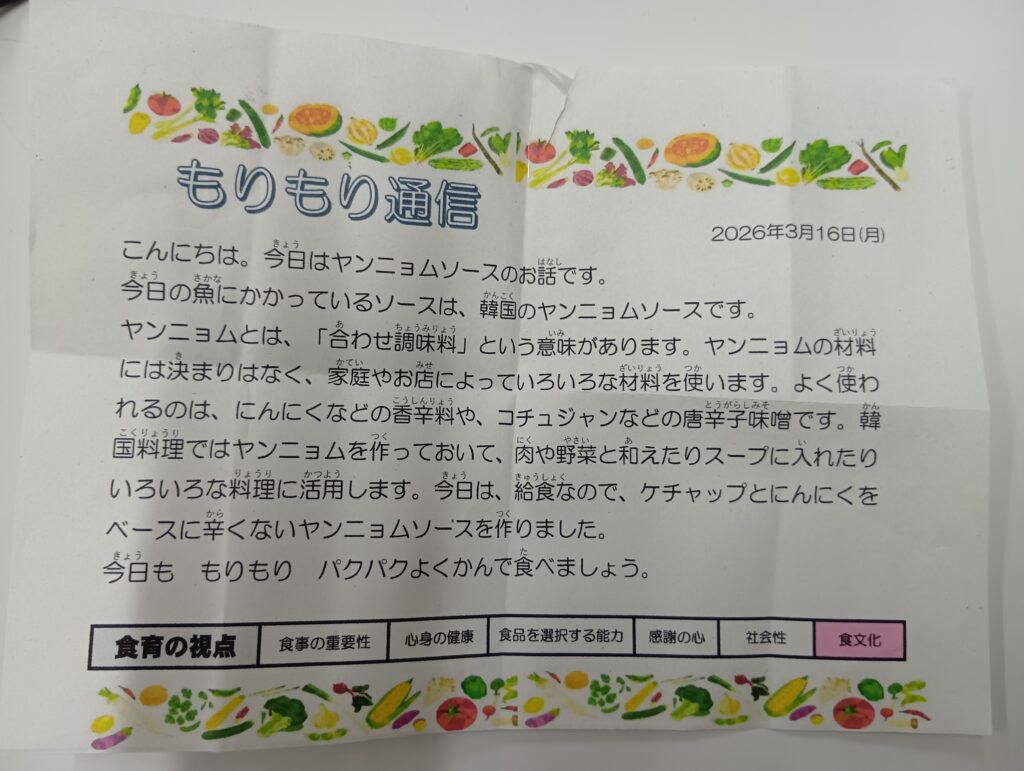 もりもり通信
2026年3月16日(月)
こんにちは。今日はヤンニョムソースのお話です。
今日の魚にかかっているソースは、韓国のヤンニョムソースです。
ヤンニョムとは、「合わせ調味料」という意味があります。ヤンニョムの材料
には決まりはなく、家庭やお店によっていろいろな材料を使います。よく使わ
れるのは、にんにくなどの香辛料や、コチュジャンなどの唐辛子味噌です。韓
国料理ではヤンニョムを作っておいて、肉や野菜と和えたりスープに入れたり
いろいろな料理に活用します。今日は、給食なので、ケチャップとにんにくを
ベースに辛くないヤンニョムソースを作りました。
今日も　もりもり　パクパクよくかんで食べましょう。
食育の視点 食事の重要性 心身の健康 食品を選択する能力 感謝の心 社会性 食文化